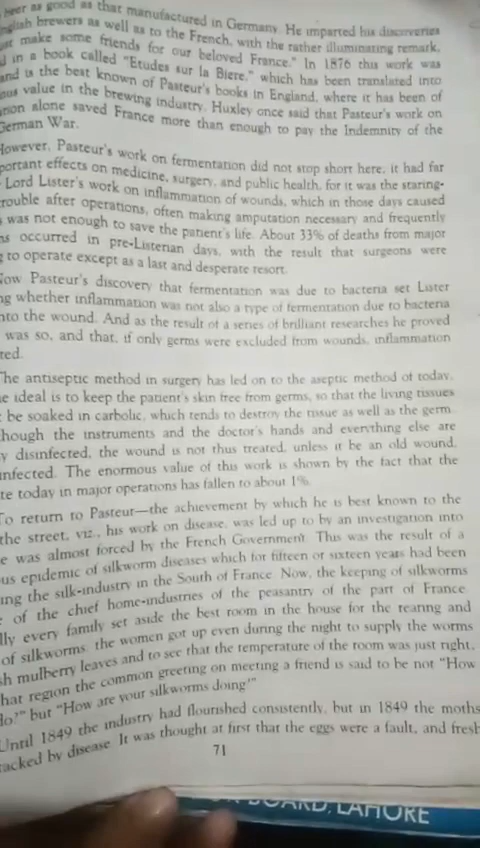 beer as good as that manufactured in Germany. He imparted his discoveries
English brewers as well as to the French, with the rather illuminating remark,
make some friends for our beloved France." In 1876 this work was
in a book called "Etudes sur la Biere," which has been translated into
and is the best known of Pasteur's books in England, where it has been of
ous value in the brewing industry. Huxley once said that Pasteur's work on
ation alone saved France more than enough to pay the Indemnity of the
German War.
However, Pasteur's work on fermentation did not stop short here, it had far
portant effects on medicine, surgery, and public health, for it was the staring-
Lord Lister's work on inflammation of wounds, which in those days caused
rouble after operations, often making amputation necessary and frequently
was not enough to save the patient's life. About 33% of deaths from major
ns occurred in pre-Listerian days, with the result that surgeons were
g to operate except as a last and desperate resort.
Now Pasteur's discovery that fermentation was due to bacteria set Lister
ng whether inflammation was not also a type of fermentation due to bacteria
nto the wound. And as the result of a series of brilliant researches he proved
was so, and that, if only germs were excluded from wounds, inflammation
ted.
The antiseptic method in surgery has led on to the aseptic method of today.
e ideal is to keep the patient's skin free from germs, so that the living tissues
be soaked in carbolic, which tends to destroy the tissue as well as the germ.
hough the instruments and the doctor's hands and everything else are
y disinfected, the wound is not thus treated, unless it be an old wound,
infected. The enormous value of this work is shown by the fact that the
te today in major operations has fallen to about 1%.
To return to Pasteur—the achievement by which he is best known to the
the street, viz., his work on disease, was led up to by an investigation into
e was almost forced by the French Government. This was the result of a
us epidemic of silkworm diseases which for fifteen or sixteen years had been
ing the silk-industry in the South of France. Now, the keeping of silkworms
of the chief home-industries of the peasantry of the part of France.
lly every family set aside the best room in the house for the rearing and
of silkworms, the women got up even during the night to supply the worms
sh mulberry leaves and to see that the temperature of the room was just right,
hat region the common greeting on meeting a friend is said to be not "How
do?" but "How are your silkworms doing?"
Until 1849 the industry had flourished consistently, but in 1849 the moths
tacked by disease. It was thought at first that the eggs were a fault, and fresh
71
BOARD, LAHORE